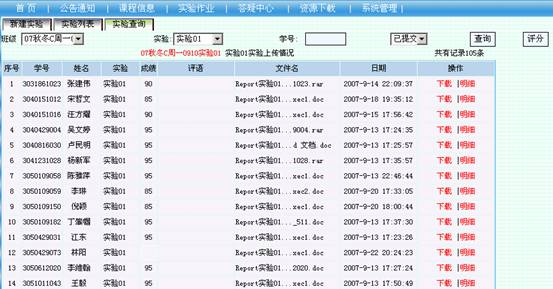 首 页 | 公告通知 | 课程信息 | 实验作业 | 答疑中心 | 资源下载 | 系统管理 |
新建实验 实验列表 实验查询
班级 07秋冬C周一( 实验: 实验01 学号: 已提交 查询 评分
07秋冬C周一0910实验01 实验01实验上传情况 共有记录105条
序号 学号 姓名 实验 成绩 评语 文件名 日期 操作
1 3031861023 张建伟 实验01 90 Report实验01...1023.rar 2007-9-14 22:09:37 下载 |明细
2 3040151012 宋哲文 实验01 85 Report实验01...xec1.doc 2007-9-18 19:35:12 下载 |明细
3 3040151016 汪方耀 实验01 90 Report实验01...xec1.doc 2007-9-15 17:56:42 下载 |明细
4 3040429004 吴文婷 实验01 95 Report实验01...9004.rar 2007-9-13 17:24:35 下载 |明细
5 3040816030 卢民明 实验01 95 Report实验01...d 文档.doc 2007-9-13 17:25:57 下载 |明细
6 3041231028 杨新军 实验01 95 Report实验01...1028.rar 2007-9-13 17:35:57 下载 |明细
7 3050109058 陈雅萍 实验01 95 Report实验01...xec1.doc 2007-9-13 22:46:44 下载 |明细
8 3050109059 李琳 实验01 85 Report实验01...xec2.doc 2007-9-20 17:33:05 下载 |明细
9 3050109150 倪颖 实验01 85 Report实验01...xec1.doc 2007-9-20 18:00:44 下载 |明细
10 3050109182 实验01 95 Report实验01..._511.doc 2007-9-13 17:37:30 下载 |明细
11 3050429031 江东 实验01 95 Report实验01...xec1.doc 2007-9-13 17:23:26 下载 |明细
12 3050429073 林阳 实验01 Report实验01...xec1.doc 2007-9-22 20:24:23 下载 |明细
13 3050612020 李维翰 实验01 95 Report实验01...2020.doc 2007-9-13 17:24:27 下载 |明细
14 3051011043 王毅 实验01 95 Report实验01...xec1.doc 2007-9-13 17:50:49 下载 |明细